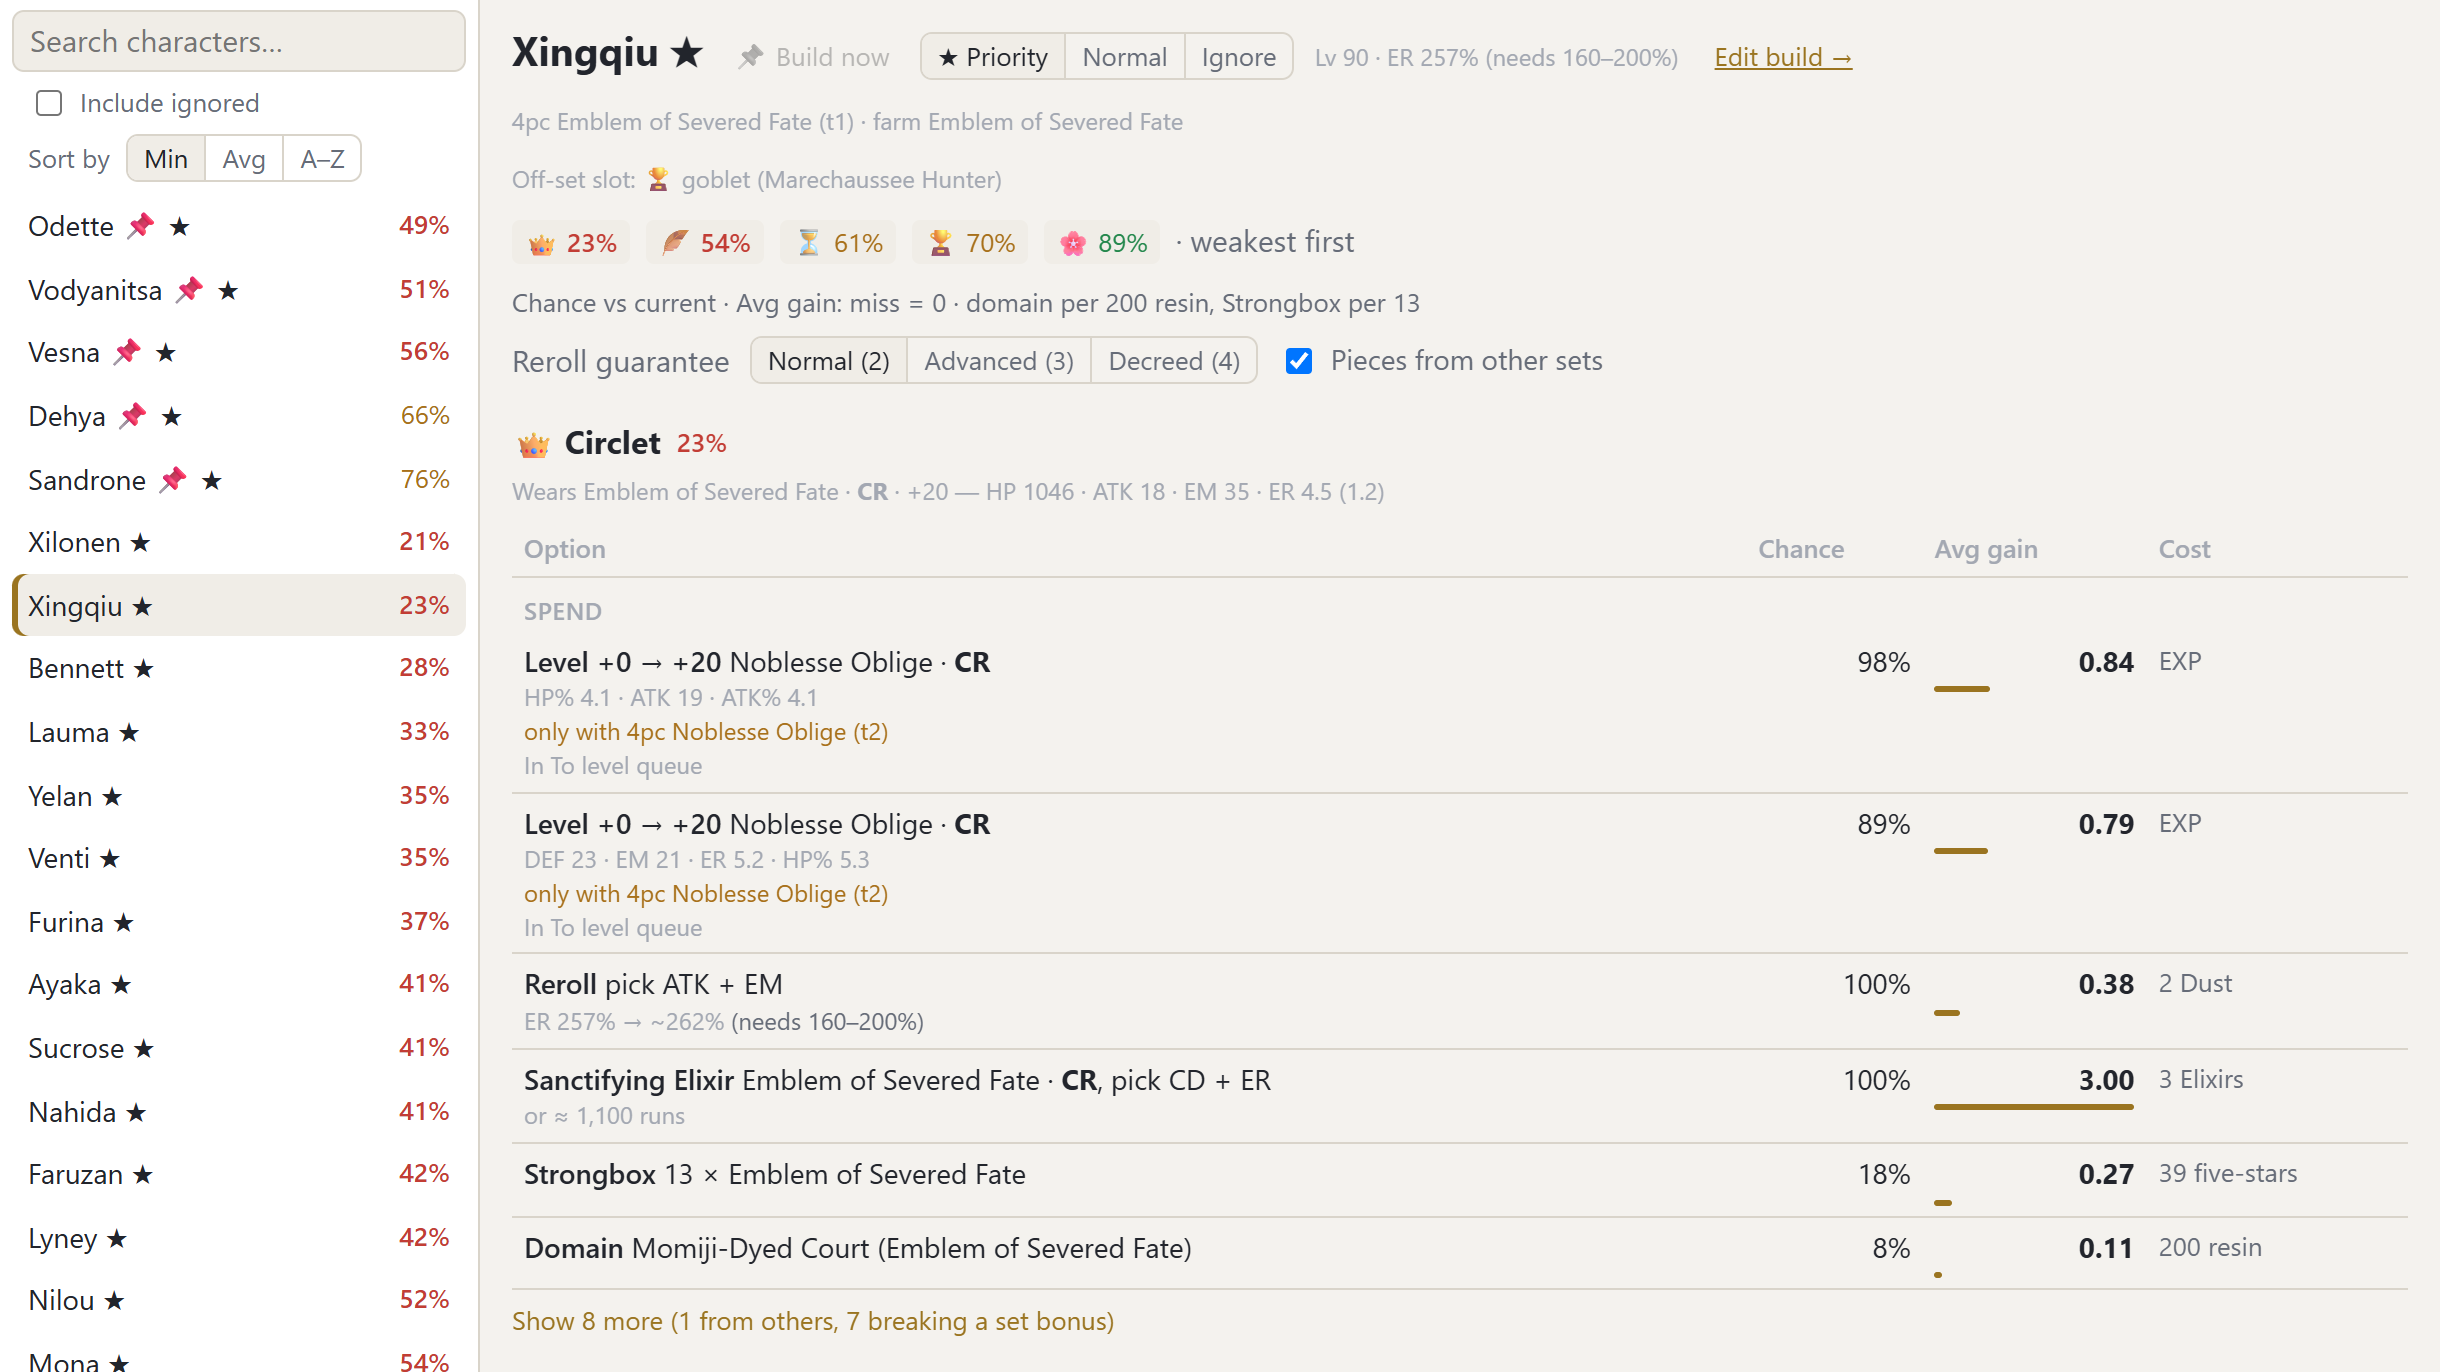 Search characters...
Include ignored
Sort by Min Avg A–Z
Odette ★ 49%
Vodyanitsa ★ 51%
Vesna ★ 56%
Dehya ★ 66%
Sandrone ★ 76%
Xilonen ★ 21%
Xingqiu ★ 23%
Bennett ★ 28%
Lauma ★ 33%
Yelan ★ 35%
Venti ★ 35%
Furina ★ 37%
Ayaka ★ 41%
Sucrose ★ 41%
Nahida ★ 41%
Faruzan ★ 42%
Lyney ★ 42%
Nilou ★ 52%
Mona ★ 54%
Xingqiu ★ Build now ★ Priority Normal Ignore Lv 90 · ER 257% (needs 160–200%) Edit build →
4pc Emblem of Severed Fate (t1) · farm Emblem of Severed Fate
Off-set slot: goblet (Marechaussee Hunter)
23% 54% 61% 70% 89% · weakest first
Chance vs current · Avg gain: miss = 0 · domain per 200 resin, Strongbox per 13
Reroll guarantee Normal (2) Advanced (3) Decreed (4) Pieces from other sets
Circlet 23%
Wears Emblem of Severed Fate · CR · +20 — HP 1046 · ATK 18 · EM 35 · ER 4.5 (1.2)
Option Chance Avg gain Cost
SPEND
Level +0 → +20 Noblesse Oblige · CR 98% 0.84 EXP
HP% 4.1 · ATK 19 · ATK% 4.1
only with 4pc Noblesse Oblige (t2)
In To level queue
Level +0 → +20 Noblesse Oblige · CR 89% 0.79 EXP
DEF 23 · EM 21 · ER 5.2 · HP% 5.3
only with 4pc Noblesse Oblige (t2)
In To level queue
Reroll pick ATK + EM 100% 0.38 2 Dust
ER 257% → ~262% (needs 160–200%)
Sanctifying Elixir Emblem of Severed Fate · CR, pick CD + ER 100% 3.00 3 Elixirs
or ≈ 1,100 runs
Strongbox 13 × Emblem of Severed Fate 18% 0.27 39 five-stars
Domain Momiji-Dyed Court (Emblem of Severed Fate) 8% 0.11 200 resin
Show 8 more (1 from others, 7 breaking a set bonus)